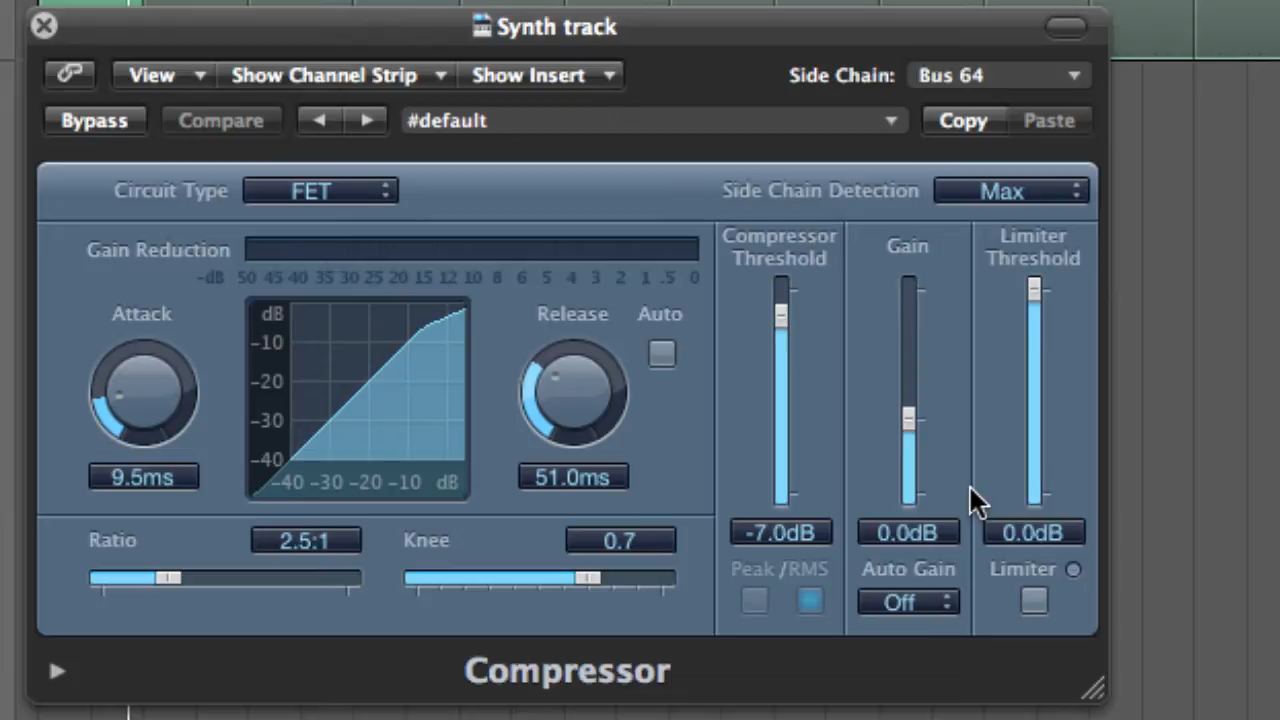 Synth track
View Show Channel Strip Show Insert Side Chain: Bus 64
Bypass Compare #default Copy Paste
Circuit Type FET Side Chain Detection Max
Compressor Threshold Gain Limiter Threshold
Gain Reduction
-dB 50 45 40 35 30 25 20 15 12 10 8 6 5 4 3 2 1 .5 0
Attack Release Auto
dB
-10
-20
-30
-40
-40 -30 -20 -10 dB
9.5ms 51.0ms
-7.0dB 0.0dB 0.0dB
Ratio 2.5:1 Knee 0.7
Peak /RMS Auto Gain Limiter
Off
Compressor